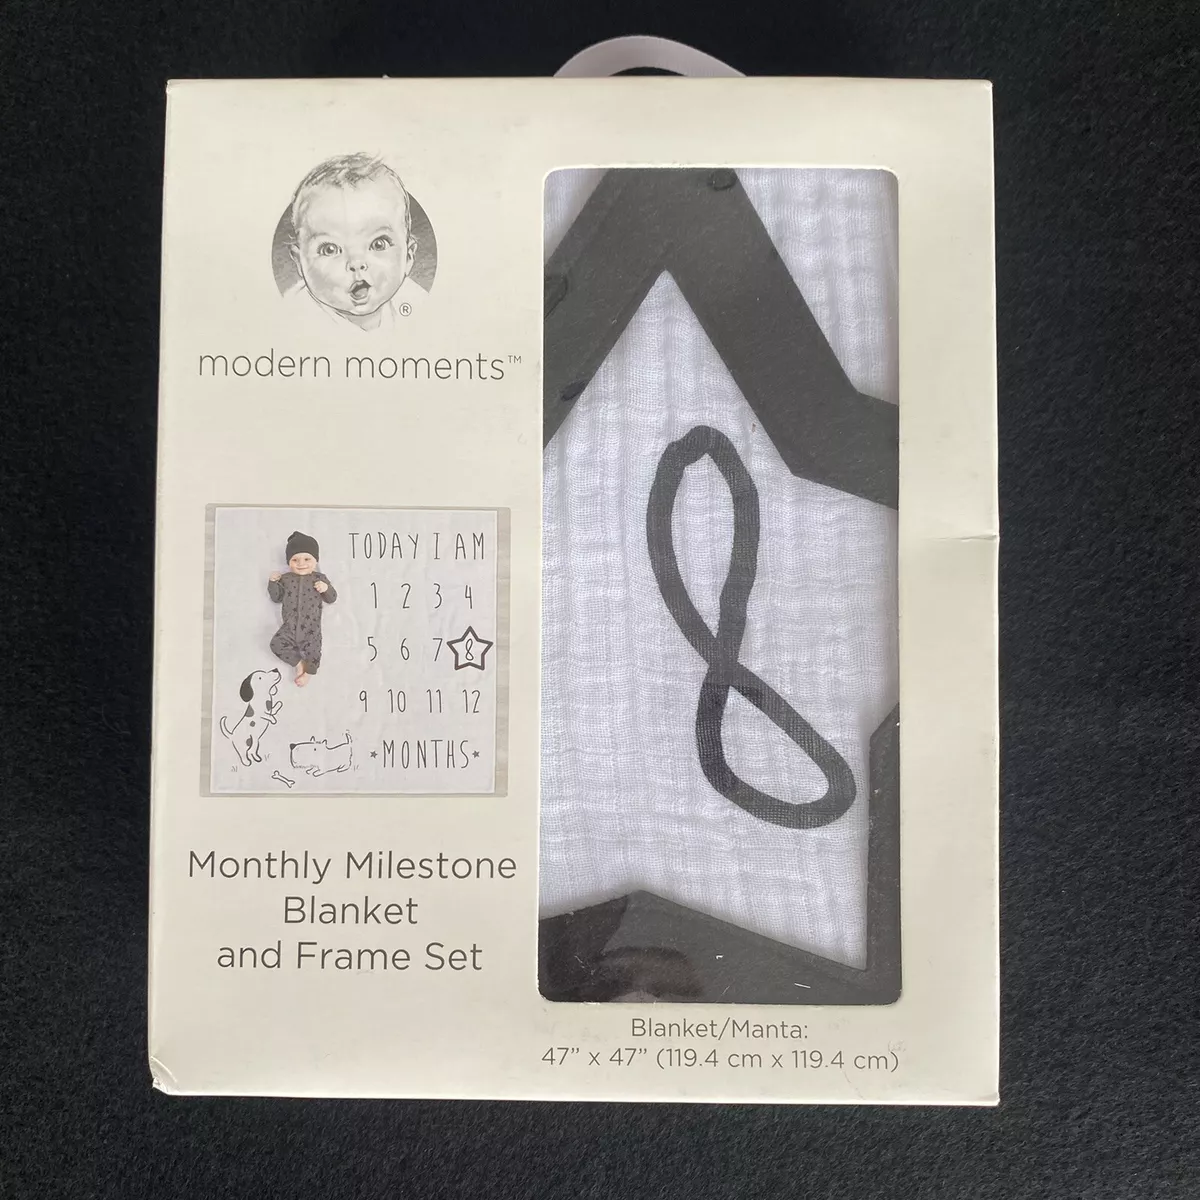 ®
modern moments™
TODAY I AM
1 2 3 4
5 6 7 8
9 10 11 12
*MONTHS*
Monthly Milestone
Blanket
and Frame Set
8
Blanket/Manta:
47” x 47” (119.4 cm x 119.4 cm)